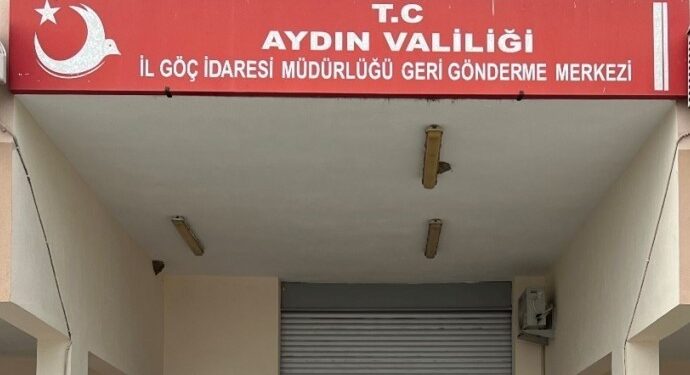 T.C
AYDIN VALİLİĞİ
İL GÖÇ İDARESİ MÜDÜRLÜĞÜ GERİ GÖNDERME MERKEZİ